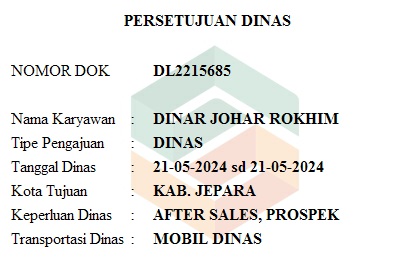 PERSETUJUAN DINAS
NOMOR DOK DL2215685
Nama Karyawan : DINAR JOHAR ROKHIM
Tipe Pengajuan : DINAS
Tanggal Dinas : 21-05-2024 sd 21-05-2024
Kota Tujuan : KAB. JEPARA
Keperluan Dinas : AFTER SALES, PROSPEK
Transportasi Dinas : MOBIL DINAS